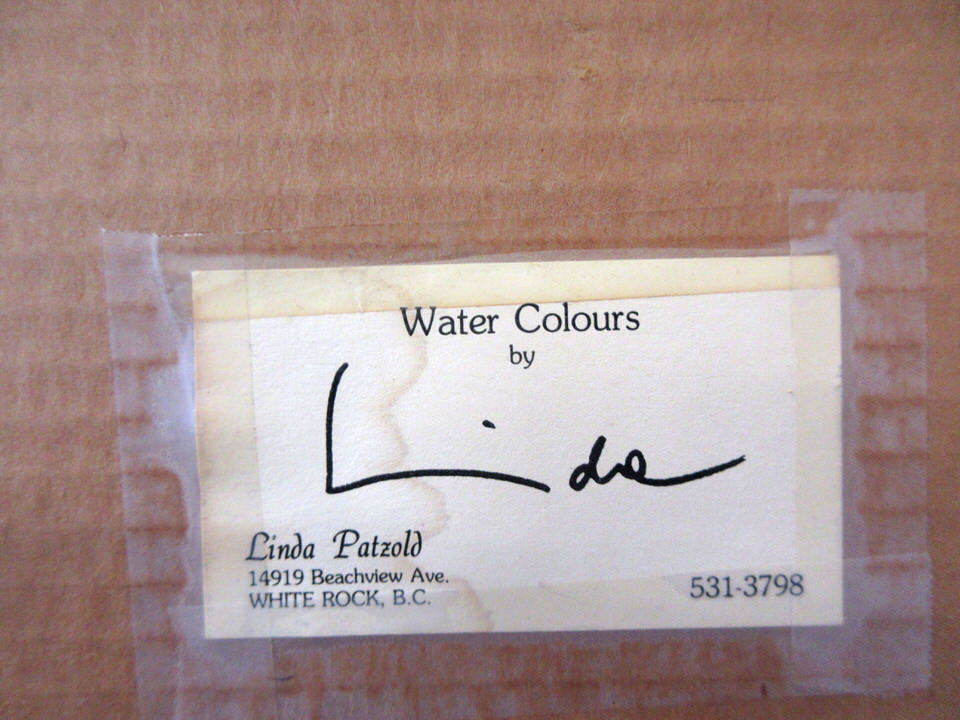 Water Colours
by
Linda
Linda Patzold
14919 Beachview Ave.
WHITE ROCK, B.C.
531-3798